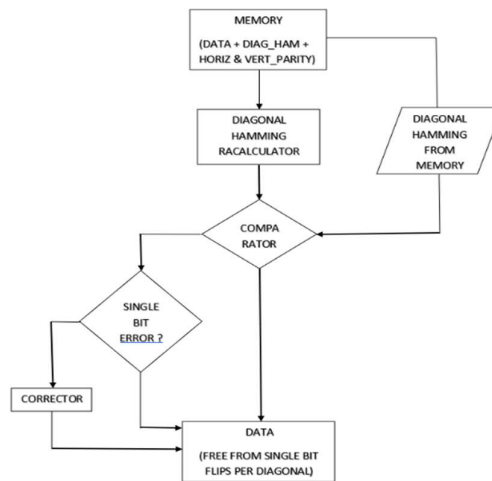 MEMORY
(DATA + DIAG_HAM +
HORIZ & VERT_PARITY)
DIAGONAL
HAMMING
RACALCULATOR
DIAGONAL
HAMMING
FROM
MEMORY
COMPA
RATOR
SINGLE
BIT
ERROR ?
CORRECTOR
DATA
(FREE FROM SINGLE BIT
FLIPS PER DIAGONAL)